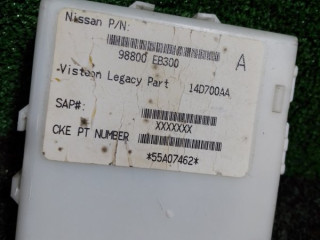 Nissan P/N:
98800 EB300
A
-Visteon Legacy Part 14D700AA
SAP#:
XXXXXXX
CKE PT NUMBER
*55A07462*